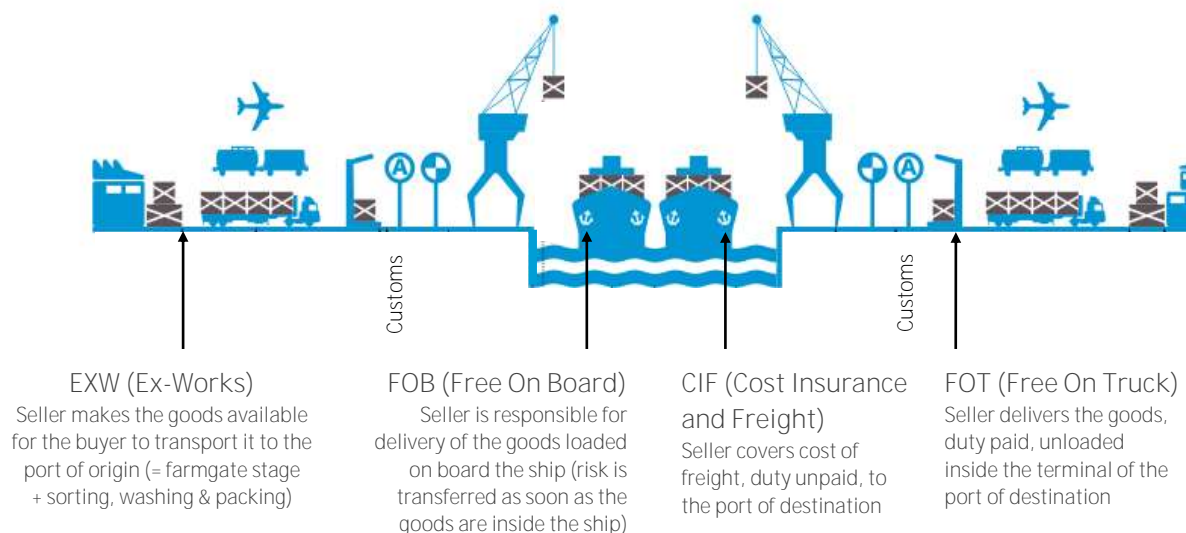 A
A
Customs
Customs
EXW (Ex-Works)
Seller makes the goods available
for the buyer to transport it to the
port of origin (= farmgate stage
+ sorting, washing & packing)
FOB (Free On Board)
Seller is responsible for
delivery of the goods loaded
on board the ship (risk is
transferred as soon as the
goods are inside the ship)
CIF (Cost Insurance
and Freight)
Seller covers cost of
freight, duty unpaid, to
the port of destination
FOT (Free On Truck)
Seller delivers the goods,
duty paid, unloaded
inside the terminal of the
port of destination